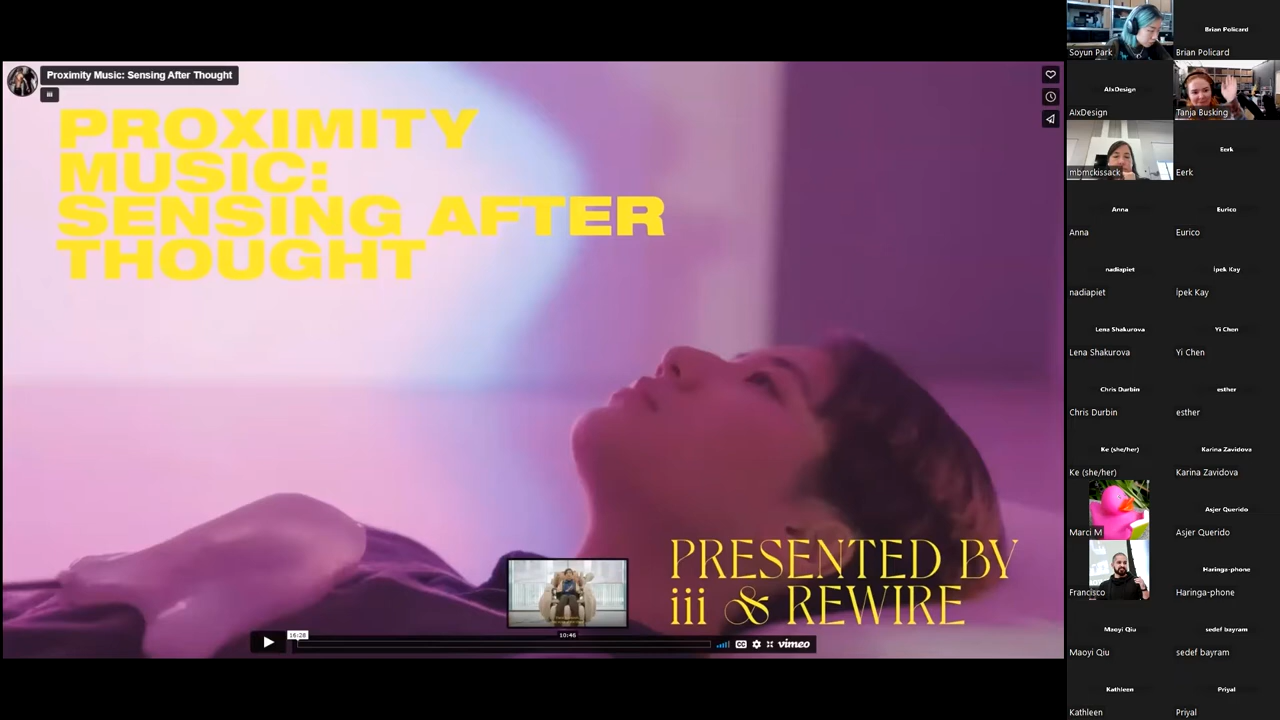 Proximity Music: Sensing After Thought
iii
PROXIMITY
MUSIC:
SENSING AFTER
THOUGHT
PRESENTED BY
iii & REWIRE
16:28
10:46
CC
vimeo
Soyun Park
Brian Policard
Brian Policard
AIxDesign
AIxDesign
Tanja Busking
mbmckissack
Eerk
Eerk
Anna
Anna
Eurico
Eurico
nadiapiet
nadiapiet
İpek Kay
İpek Kay
Lena Shakurova
Lena Shakurova
Yi Chen
Yi Chen
Chris Durbin
Chris Durbin
esther
esther
Ke (she/her)
Ke (she/her)
Karina Zavidova
Karina Zavidova
Marci M
Asjer Querido
Asjer Querido
Francisco
Haringa-phone
Haringa-phone
Maoyi Qiu
Maoyi Qiu
sedef bayram
sedef bayram
Kathleen
Kathleen
Priyal
Priyal